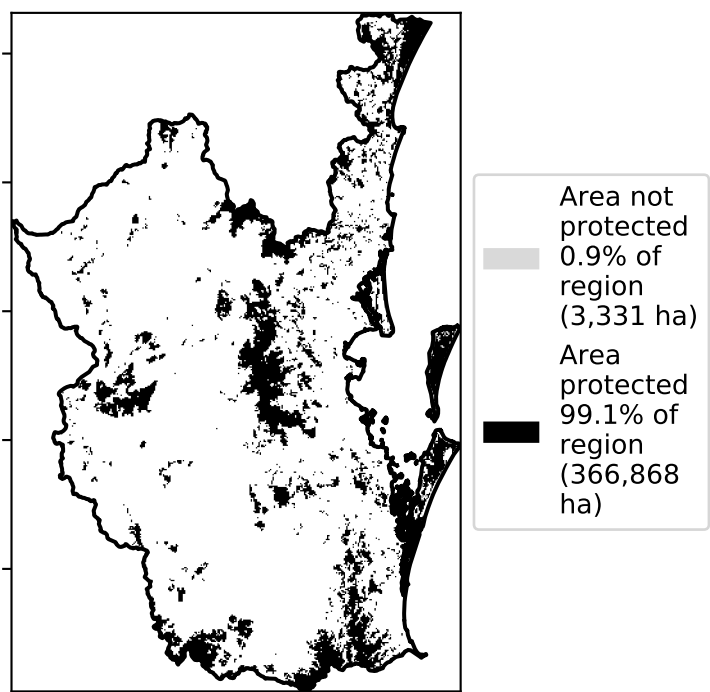 Area not
protected
0.9% of
region
(3,331 ha)
Area
protected
99.1% of
region
(366,868
ha)